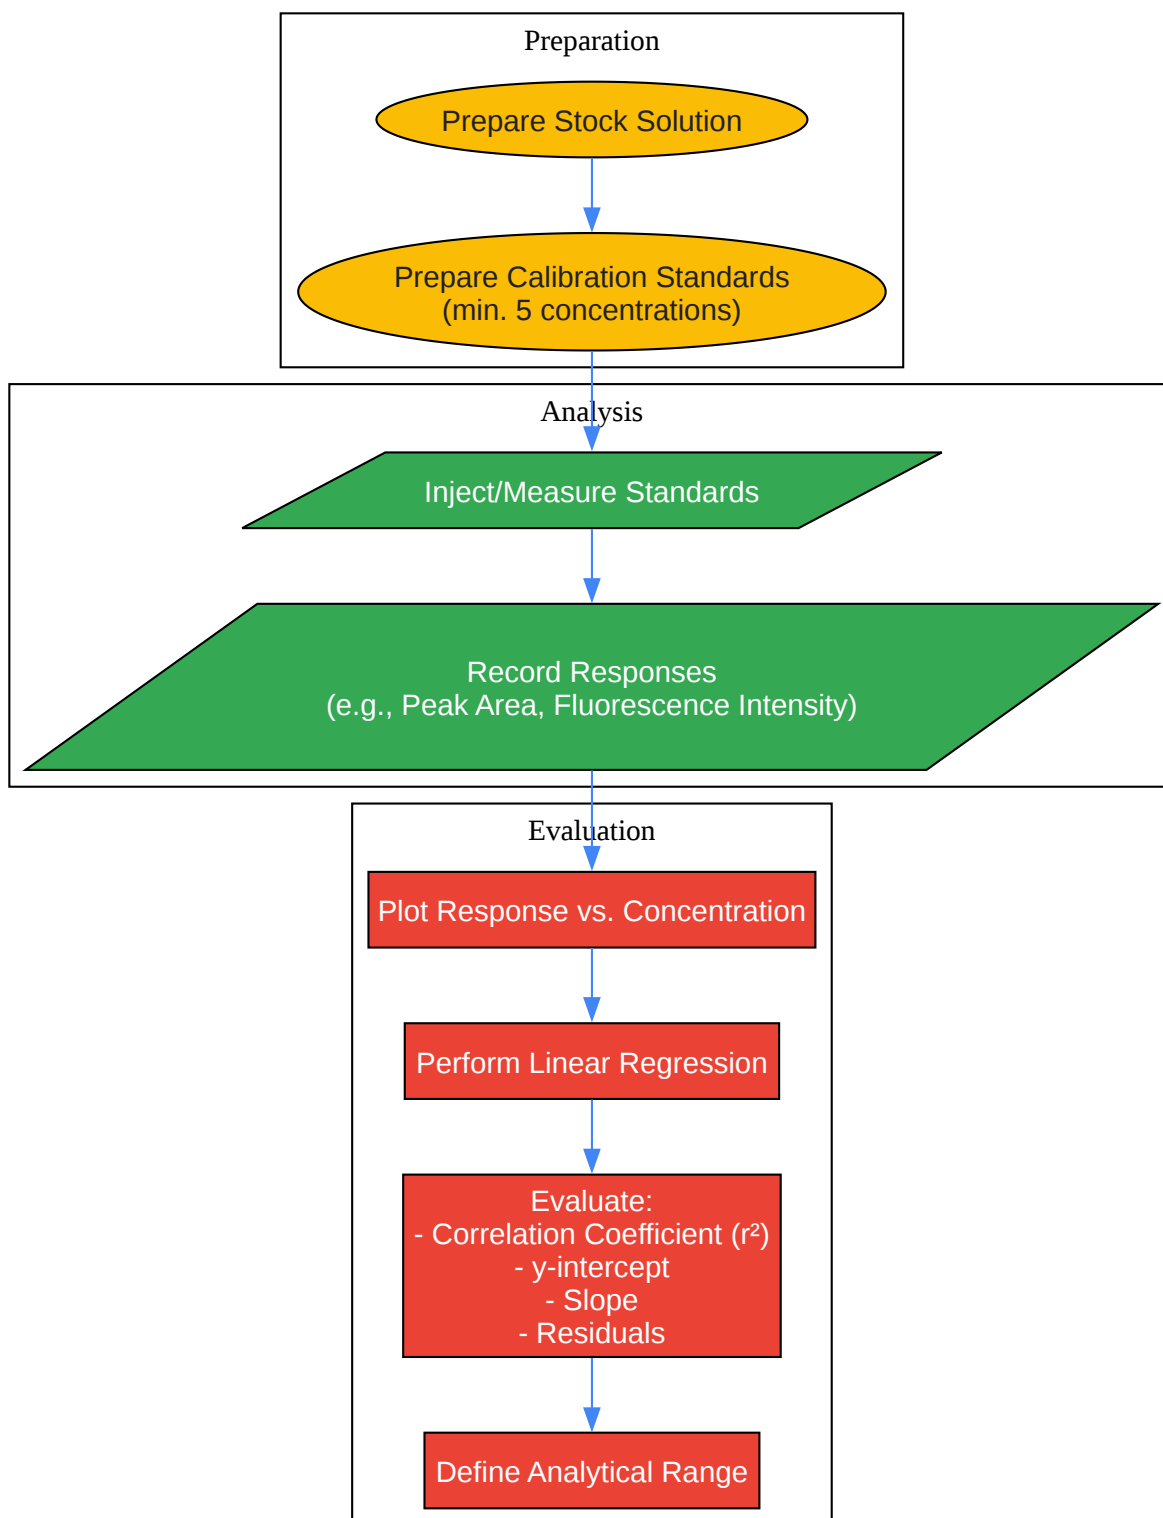 Preparation
Prepare Stock Solution
Prepare Calibration Standards
(min. 5 concentrations)
Analysis
Inject/Measure Standards
Record Responses
(e.g., Peak Area, Fluorescence Intensity)
Evaluation
Plot Response vs. Concentration
Perform Linear Regression
Evaluate:
- Correlation Coefficient (r²)
- y-intercept
- Slope
- Residuals
Define Analytical Range